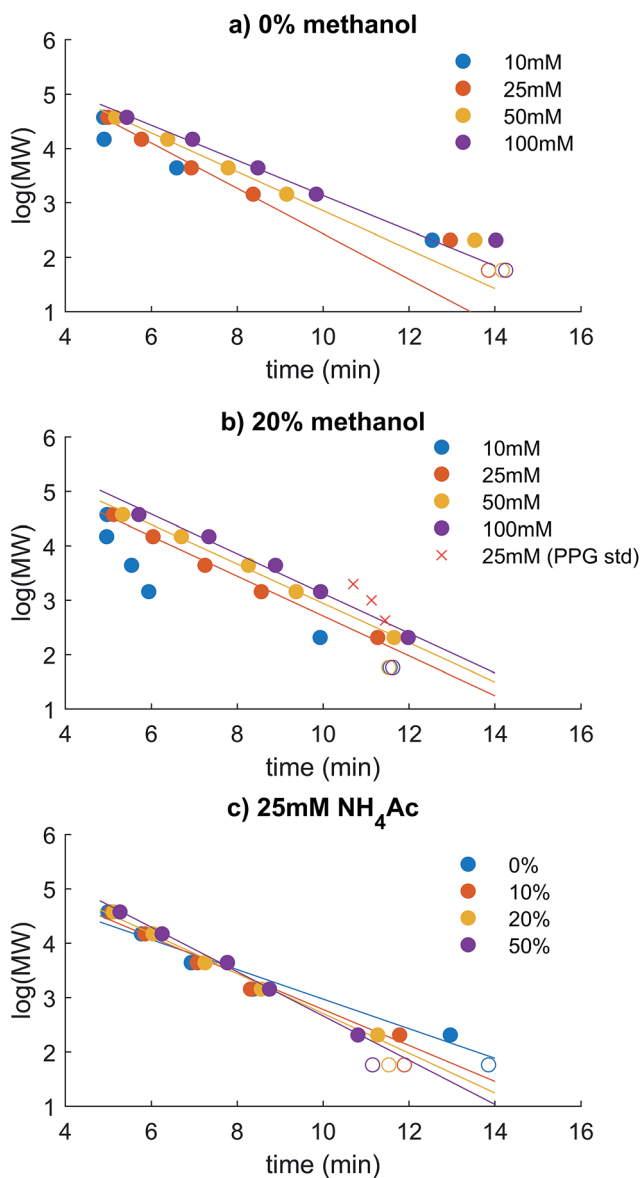 a) 0% methanol
6
5
4
3
2
1
log(MW)
10mM
25mM
50mM
100mM
4 6 8 10 12 14 16
time (min)
b) 20% methanol
6
5
4
3
2
1
log(MW)
10mM
25mM
50mM
100mM
25mM (PPG std)
4 6 8 10 12 14 16
time (min)
c) 25mM NH₄Ac
6
5
4
3
2
1
log(MW)
0%
10%
20%
50%
4 6 8 10 12 14 16
time (min)